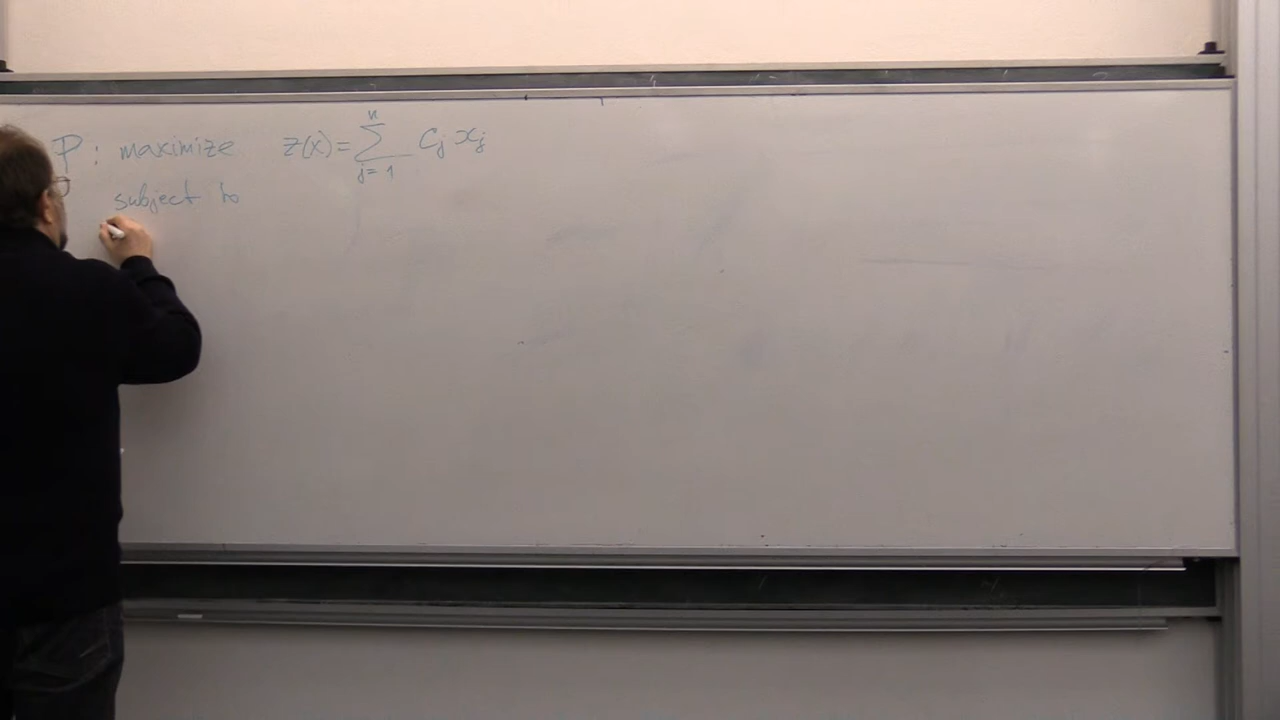 P: maximize z(x) = ∑_{j=1}^{n} c_j x_j
subject to